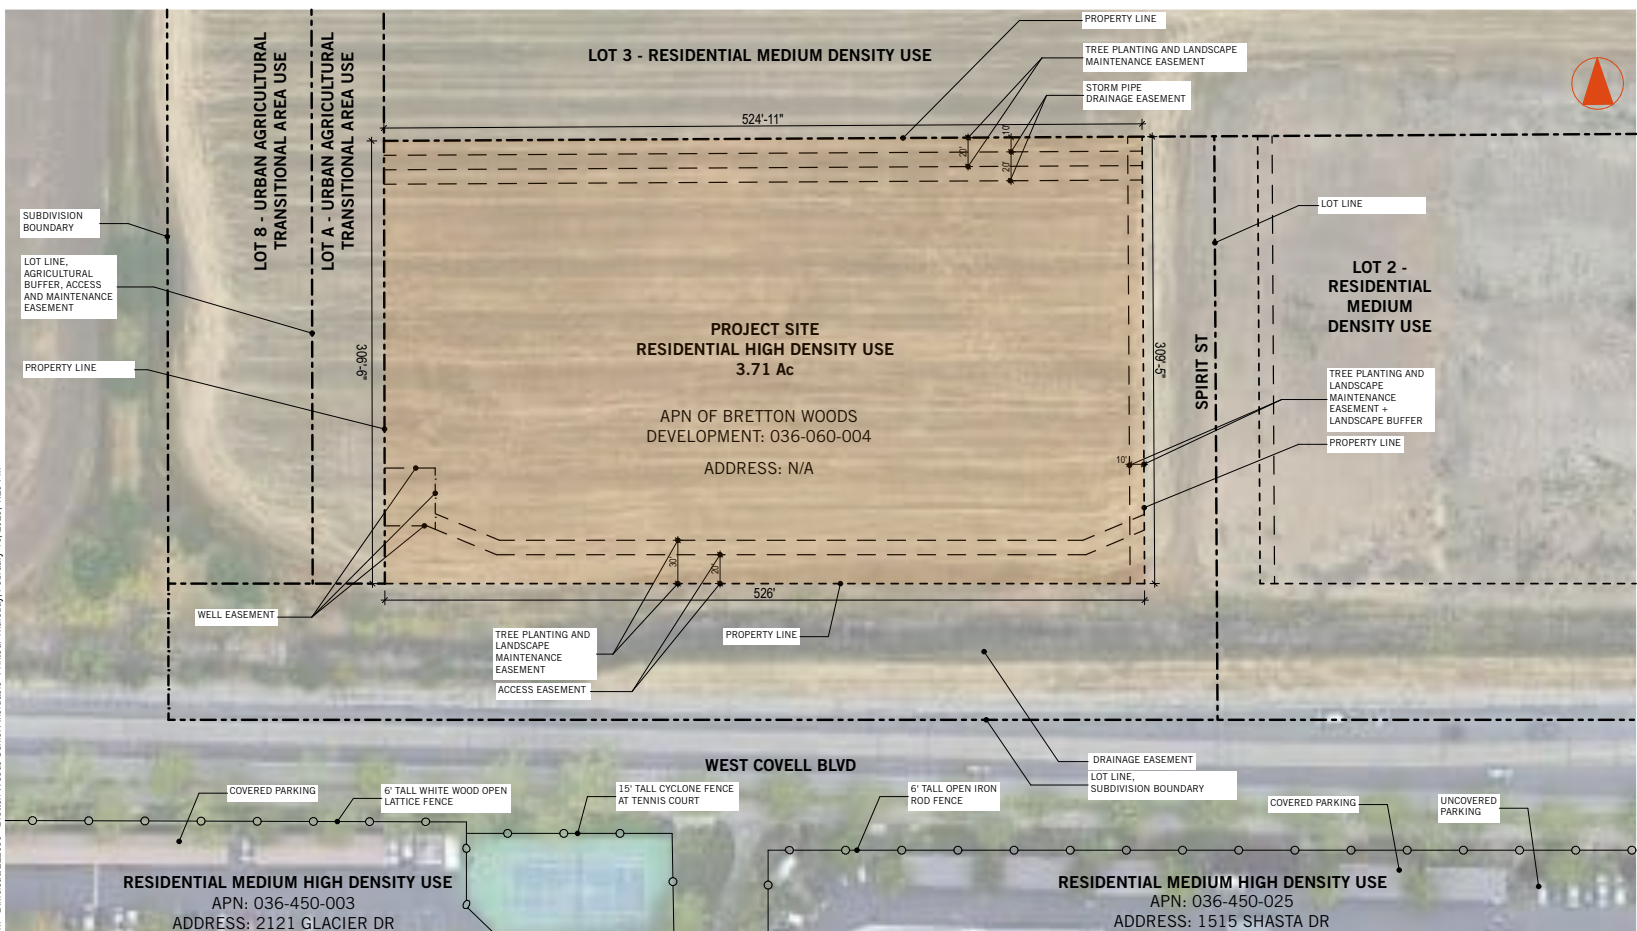 PROPERTY LINE
LOT 3 - RESIDENTIAL MEDIUM DENSITY USE
TREE PLANTING AND LANDSCAPE
MAINTENANCE EASEMENT
STORM PIPE
DRAINAGE EASEMENT
LOT 8 - URBAN AGRICULTURAL
TRANSITIONAL AREA USE
LOT A - URBAN AGRICULTURAL
TRANSITIONAL AREA USE
524'-11"
10'
20'
20'
SUBDIVISION
BOUNDARY
LOT LINE,
AGRICULTURAL
BUFFER, ACCESS
AND MAINTENANCE
EASEMENT
PROPERTY LINE
306'-6"
PROJECT SITE
RESIDENTIAL HIGH DENSITY USE
3.71 Ac
APN OF BRETTON WOODS
DEVELOPMENT: 036-060-004
ADDRESS: N/A
309'-5"
SPIRIT ST
LOT LINE
LOT 2 -
RESIDENTIAL
MEDIUM
DENSITY USE
TREE PLANTING AND
LANDSCAPE
MAINTENANCE
EASEMENT +
LANDSCAPE BUFFER
PROPERTY LINE
10'
30'
20'
526'
WELL EASEMENT
TREE PLANTING AND
LANDSCAPE
MAINTENANCE
EASEMENT
PROPERTY LINE
ACCESS EASEMENT
WEST COVELL BLVD
DRAINAGE EASEMENT
LOT LINE,
SUBDIVISION BOUNDARY
COVERED PARKING
6' TALL WHITE WOOD OPEN
LATTICE FENCE
15' TALL CYCLONE FENCE
AT TENNIS COURT
6' TALL OPEN IRON
ROD FENCE
COVERED PARKING
UNCOVERED
PARKING
RESIDENTIAL MEDIUM HIGH DENSITY USE
APN: 036-450-003
ADDRESS: 2121 GLACIER DR
RESIDENTIAL MEDIUM HIGH DENSITY USE
APN: 036-450-025
ADDRESS: 1515 SHASTA DR